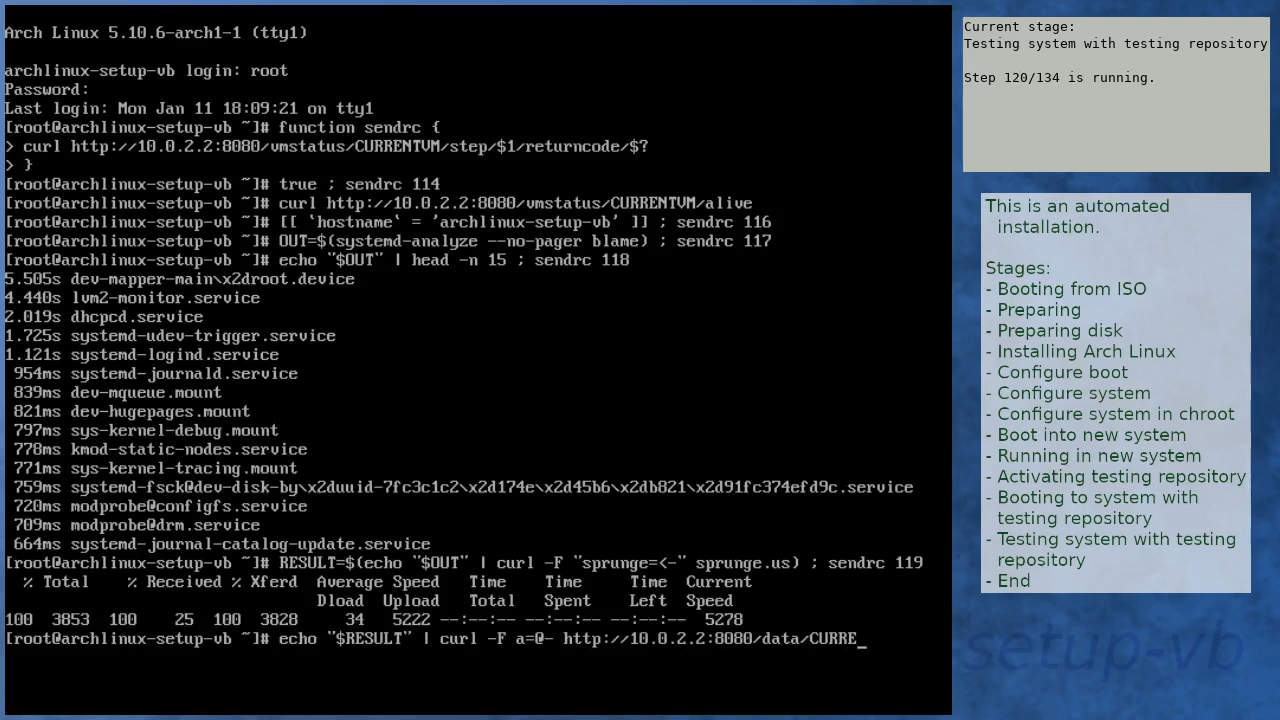 Arch Linux 5.10.6-arch1-1 (tty1)
archlinux-setup-vb login: root
Password:
Last login: Mon Jan 11 18:09:21 on tty1
[root@archlinux-setup-vb ~]# function sendrc {
> curl http://10.0.2.2:8080/vmstatus/CURRENTVM/step/$1/returncode/$?
> }
[root@archlinux-setup-vb ~]# true ; sendrc 114
[root@archlinux-setup-vb ~]# curl http://10.0.2.2:8080/vmstatus/CURRENTVM/alive
[root@archlinux-setup-vb ~]# [[ `hostname` = 'archlinux-setup-vb' ]] ; sendrc 116
[root@archlinux-setup-vb ~]# OUT=$(systemd-analyze --no-pager blame) ; sendrc 117
[root@archlinux-setup-vb ~]# echo "$OUT" | head -n 15 ; sendrc 118
5.505s dev-mapper-main\x2droot.device
4.440s lvm2-monitor.service
2.019s dhcpcd.service
1.725s systemd-udev-trigger.service
1.121s systemd-logind.service
954ms systemd-journald.service
839ms dev-mqueue.mount
821ms dev-hugepages.mount
797ms sys-kernel-debug.mount
778ms kmod-static-nodes.service
771ms sys-kernel-tracing.mount
759ms systemd-fsck@dev-disk-by\x2duuid-7fc3c1c2\x2d174e\x2d45b6\x2db821\x2d91fc374efd9c.service
720ms modprobe@configfs.service
709ms modprobe@drm.service
664ms systemd-journal-catalog-update.service
[root@archlinux-setup-vb ~]# RESULT=$(echo "$OUT" | curl -F "sprunge=<-" sprunge.us) ; sendrc 119
% Total % Received % Xferd Average Speed Time Time Time Current
Dload Upload Total Spent Left Speed
100 3853 100 25 100 3828 34 5222 --:--:-- --:--:-- --:--:-- 5278
[root@archlinux-setup-vb ~]# echo "$RESULT" | curl -F a=@- http://10.0.2.2:8080/data/CURRE_
Current stage:
Testing system with testing repository
Step 120/134 is running.
This is an automated
installation.
Stages:
- Booting from ISO
- Preparing
- Preparing disk
- Installing Arch Linux
- Configure boot
- Configure system
- Configure system in chroot
- Boot into new system
- Running in new system
- Activating testing repository
- Booting to system with
testing repository
- Testing system with testing
repository
- End
-setup-vb